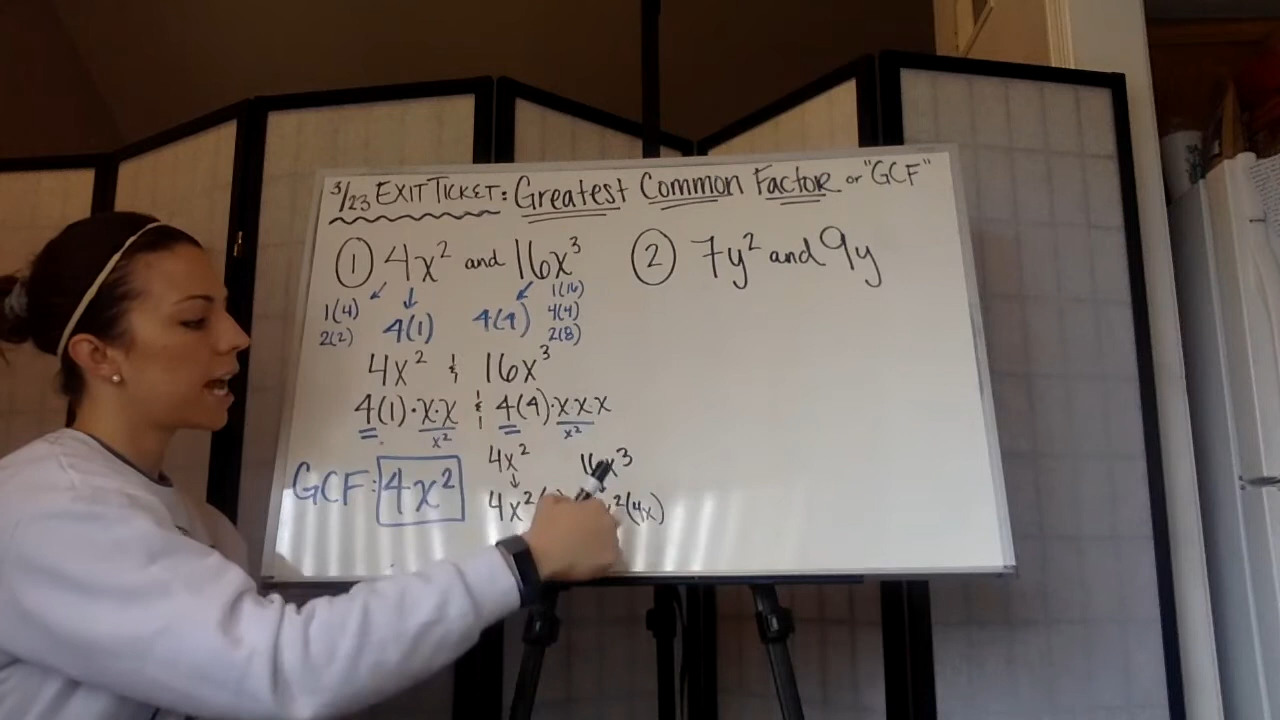 3/23 EXIT TICKET: Greatest Common Factor or "GCF"
① 4x² and 16x³
1(4) 4(1) 4(4) 1(16)
2(2) 4(4)
2(8)
4x² & 16x³
4(1)·x·x & 4(4)·x·x·x
x² x²
4x² 16x³
GCF: 4x²
4x² x²(4x)
② 7y² and 9y